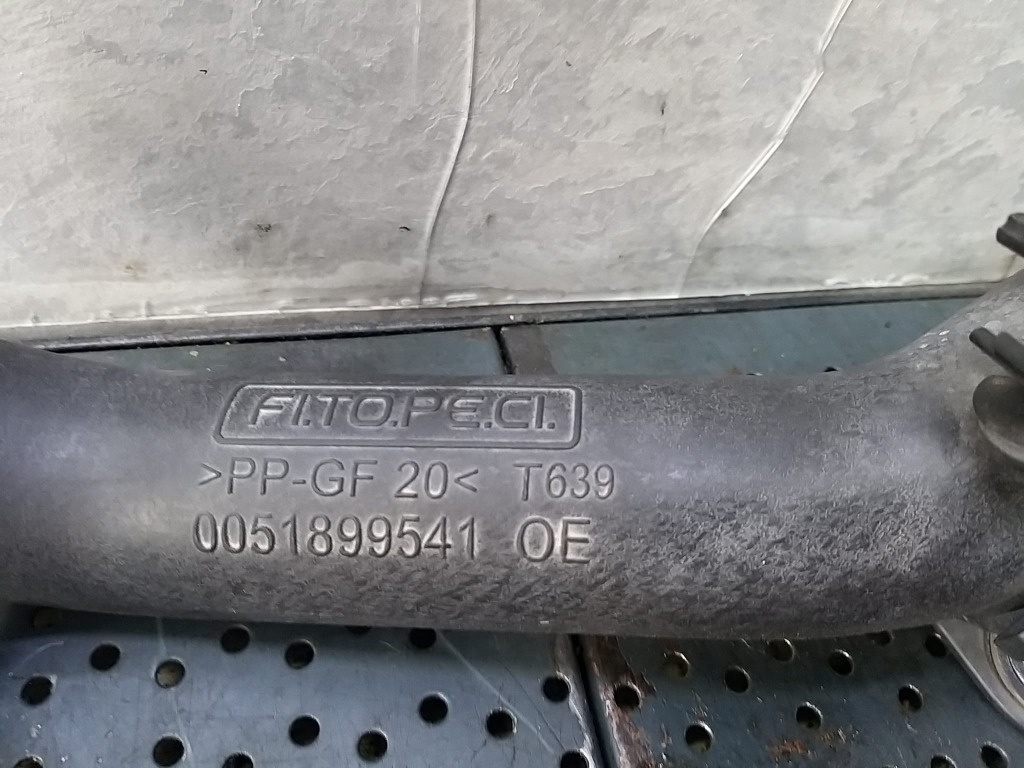 FI.TO.PE.CI.
>PP-GF 20< T639
0051899541 OE